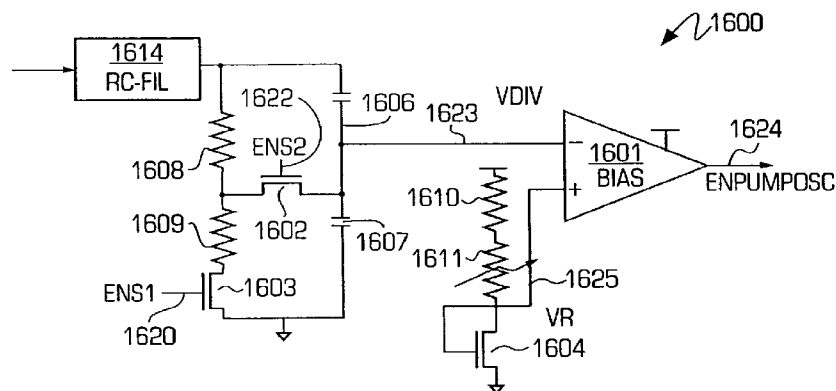 1600
1614
RC-FIL
1622
1606
VDIV
1623
1624
ENS2
1608
1601
BIAS
ENPUMPOSC
1610
1602
1607
1609
1611
1625
ENS1
1603
1620
VR
1604